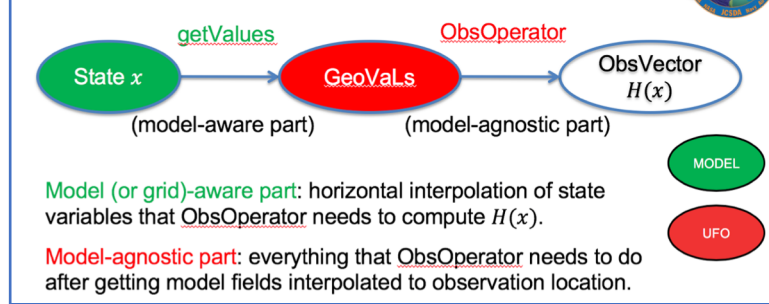 JCSDA
getValues
ObsOperator
State x
GeoVaLs
ObsVector
H(x)
(model-aware part)
(model-agnostic part)
MODEL
Model (or grid)-aware part: horizontal interpolation of state
variables that ObsOperator needs to compute H(x).
UFO
Model-agnostic part: everything that ObsOperator needs to do
after getting model fields interpolated to observation location.